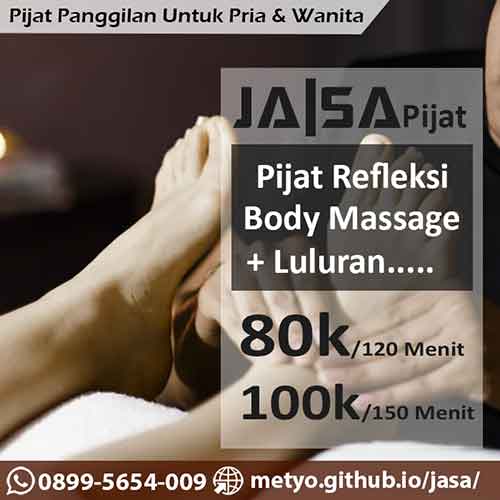 Pijat Panggilan Untuk Pria & Wanita
JA|SA Pijat
Pijat Refleksi
Body Massage
+ Luluran.....
80k/120 Menit
100k/150 Menit
0899-5654-009 metyo.github.io/jasa/